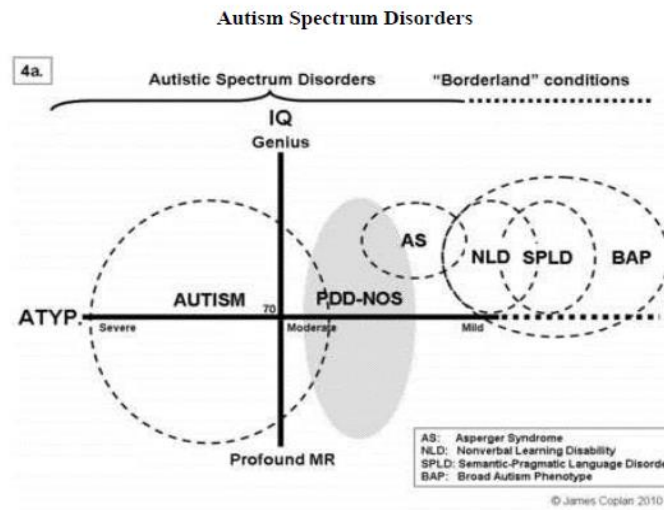 Autism Spectrum Disorders
4a.
Autistic Spectrum Disorders
"Borderland" conditions
IQ
Genius
AS
NLD
SPLD
BAP
AUTISM
PDD-NOS
70
ATYP.
Severe
Moderate
Mild
Profound MR
AS: Asperger Syndrome
NLD: Nonverbal Learning Disability
SPLD: Semantic-Pragmatic Language Disorde
BAP: Broad Autism Phenotype
© James Coplan 2010